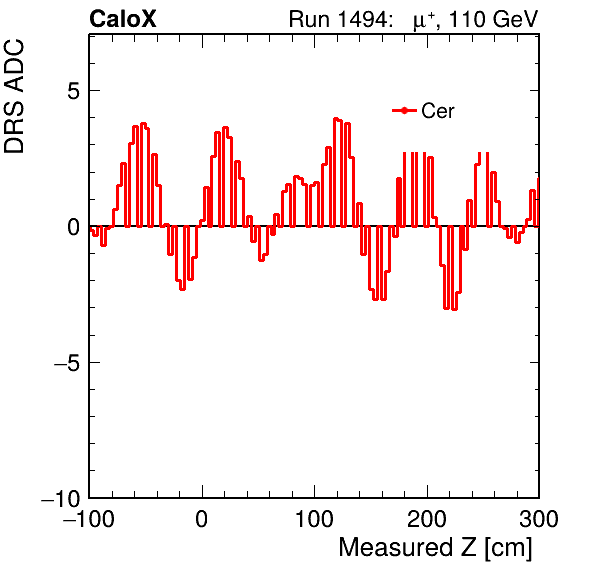 CaloX Run 1494: μ⁺, 110 GeV
DRS ADC
Cer
5
0
−5
−10
−100 0 100 200 300
Measured Z [cm]